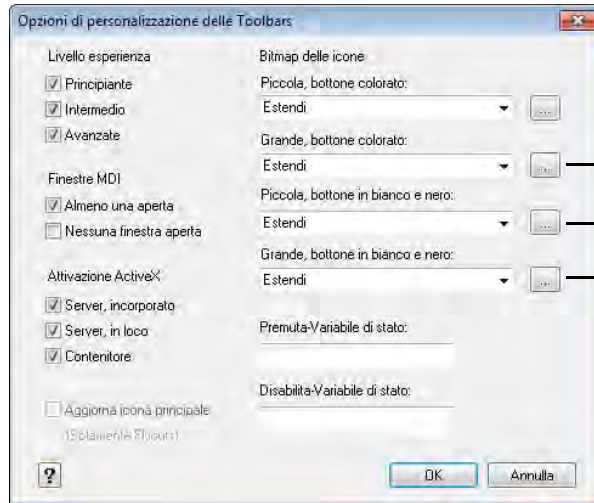 Opzioni di personalizzazione delle Toolbars
Livello esperienza
Principiante
Intermedio
Avanzate
Finestre MDI
Almeno una aperta
Nessuna finestra aperta
Attivazione ActiveX
Server, incorporato
Server, in loco
Contenitore
Aggiorna icona principale
(Solamente Flyouts)
Bitmap delle icone
Piccola, bottone colorato:
Estendi
...
Grande, bottone colorato:
Estendi
...
Piccola, bottone in bianco e nero:
Estendi
...
Grande, bottone in bianco e nero:
Estendi
...
Premuta-Variabile di stato:
Disabilita-Variabile di stato:
?
OK
Annulla